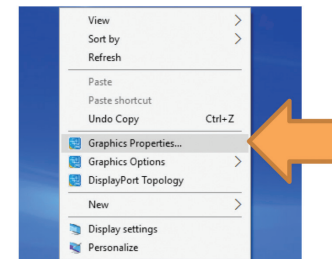 View
Sort by
Refresh
Paste
Paste shortcut
Undo Copy Ctrl+Z
Graphics Properties...
Graphics Options
DisplayPort Topology
New
Display settings
Personalize